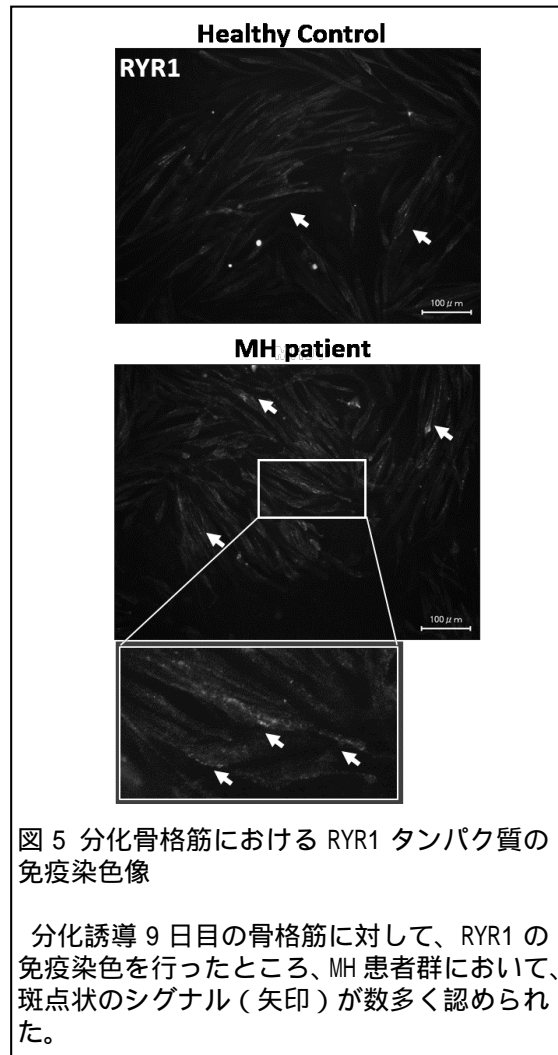 Healthy Control
RYR1
100 μm
MH patient
100 μm
図 5 分化骨格筋における RYR1 タンパク質の
免疫染色像
分化誘導 9 日目の骨格筋に対して、RYR1 の
免疫染色を行ったところ、MH 患者群において、
斑点状のシグナル（矢印）が数多く認められ
た。